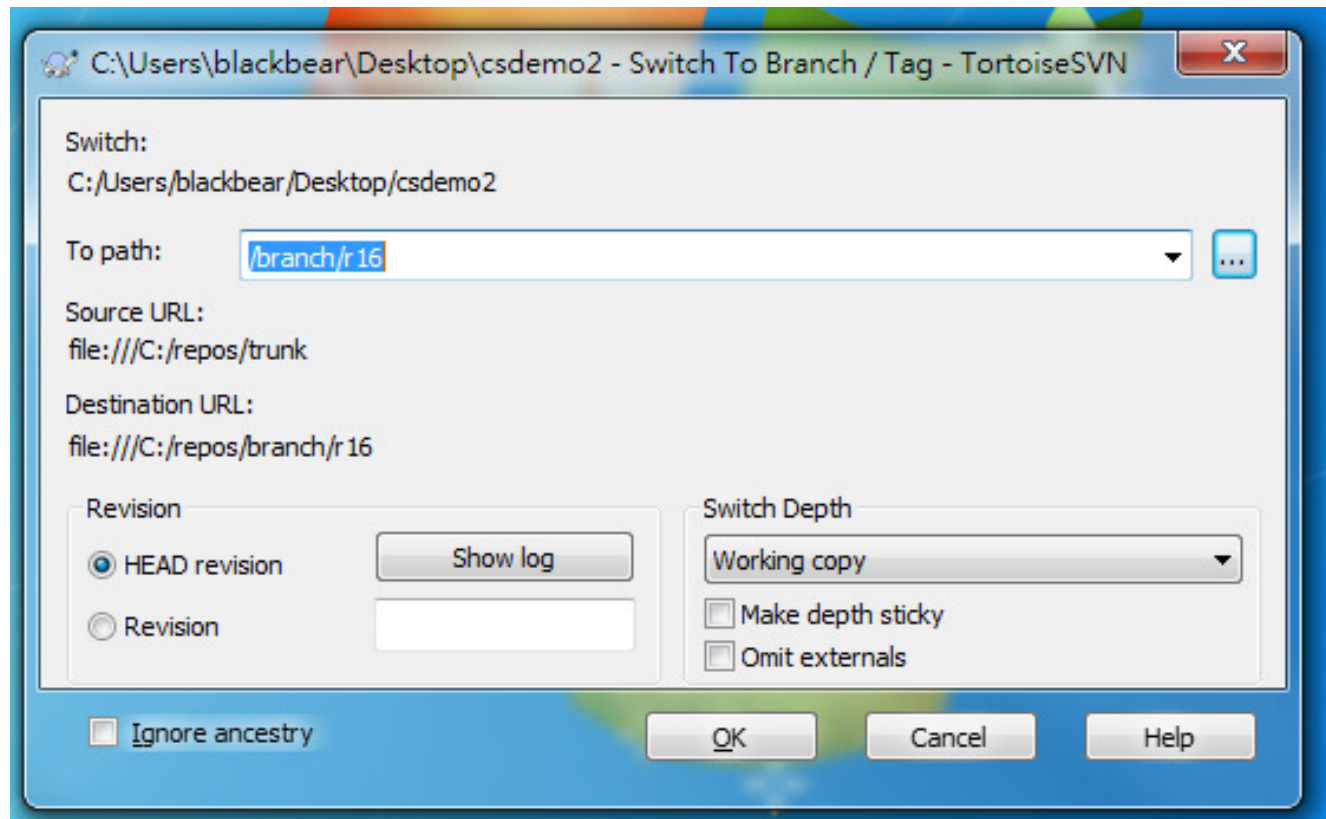 C:\Users\blackbear\Desktop\csdemo2 - Switch To Branch / Tag - TortoiseSVN
Switch:
C:/Users/blackbear/Desktop/csdemo2
To path:
/branch/r16
...
Source URL:
file:///C:/repos/trunk
Destination URL:
file:///C:/repos/branch/r16
Revision
HEAD revision
Show log
Revision
Switch Depth
Working copy
Make depth sticky
Omit externals
Ignore ancestry
OK
Cancel
Help